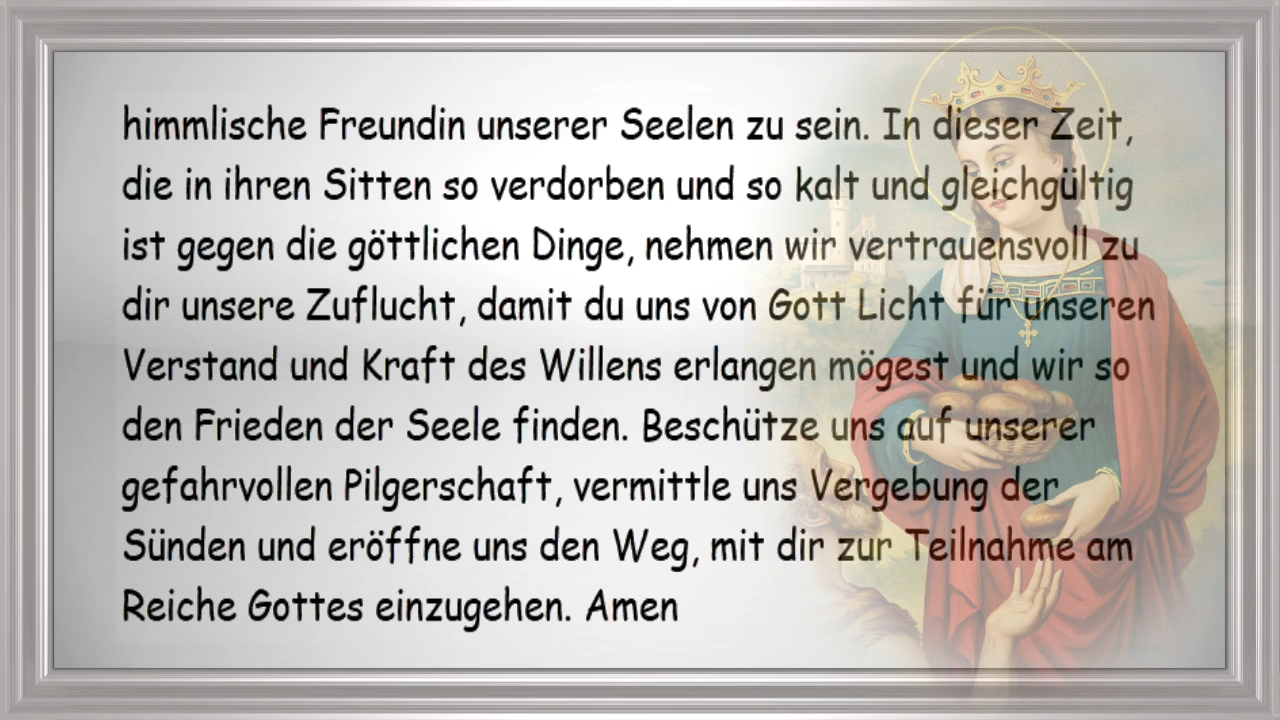 himmlische Freundin unserer Seelen zu sein. In dieser Zeit,
die in ihren Sitten so verdorben und so kalt und gleichgültig
ist gegen die göttlichen Dinge, nehmen wir vertrauensvoll zu
dir unsere Zuflucht, damit du uns von Gott Licht für unseren
Verstand und Kraft des Willens erlangen mögest und wir so
den Frieden der Seele finden. Beschütze uns auf unserer
gefahrvollen Pilgerschaft, vermittle uns Vergebung der
Sünden und eröffne uns den Weg, mit dir zur Teilnahme am
Reiche Gottes einzugehen. Amen